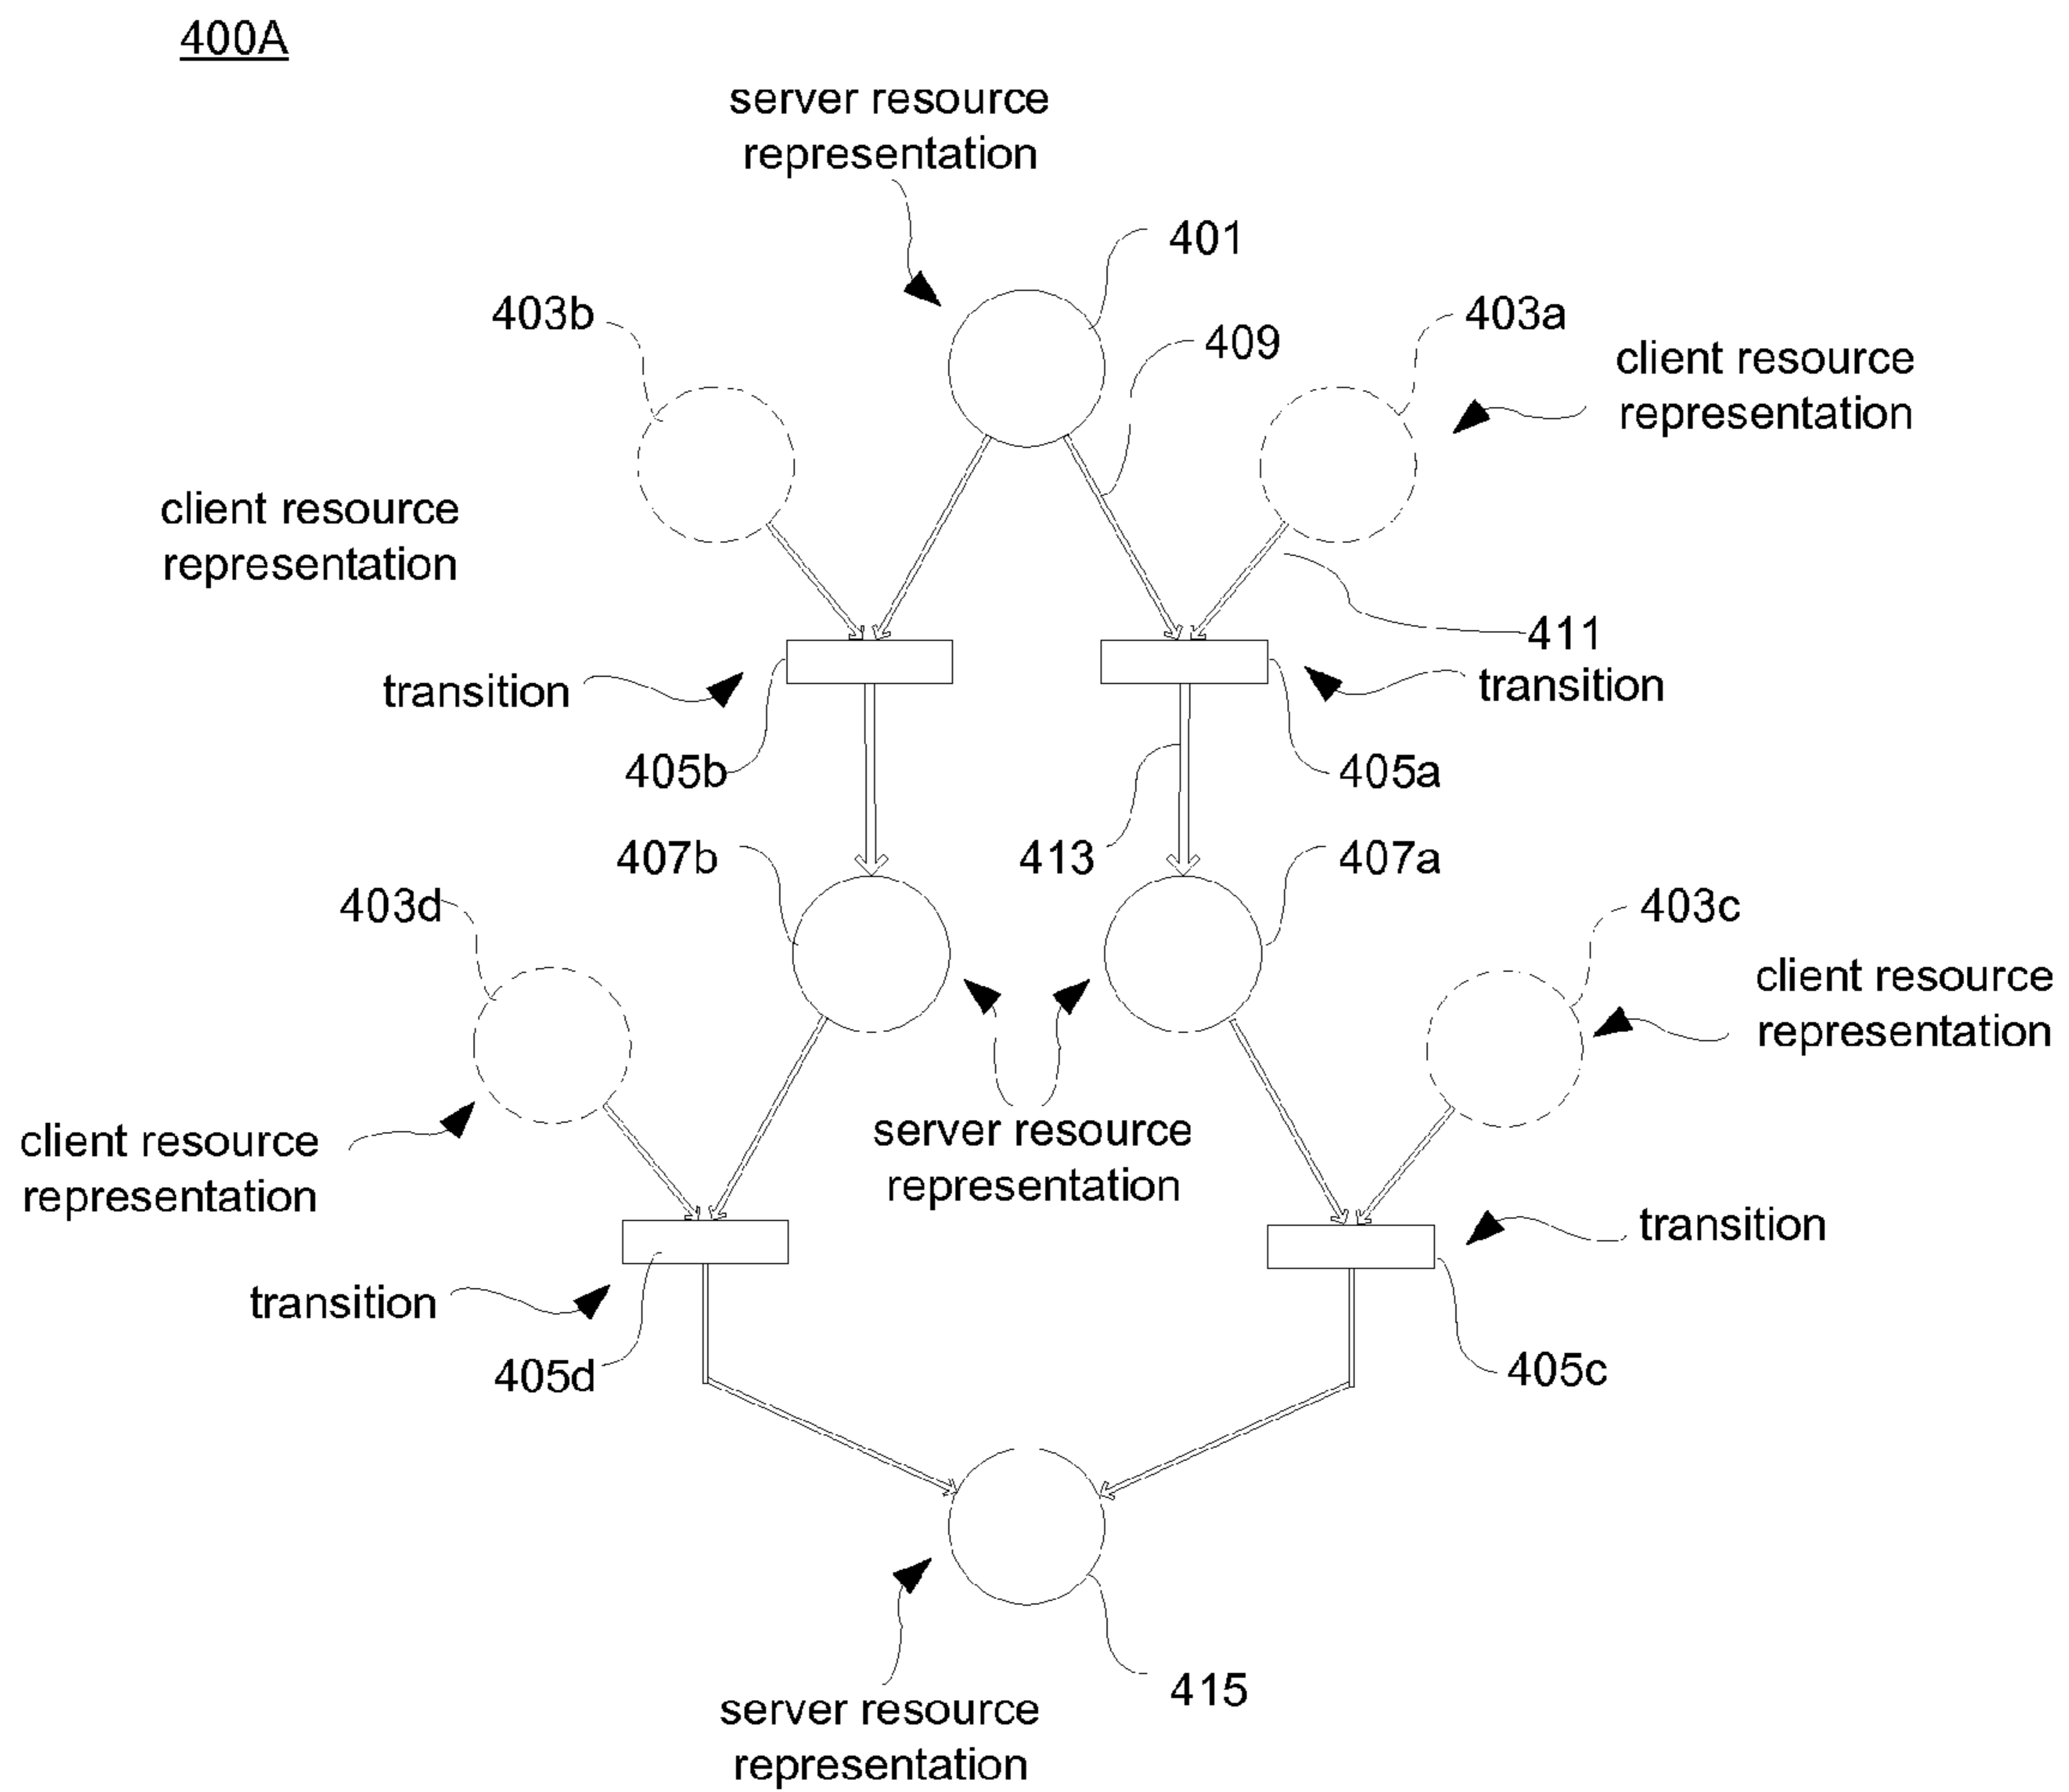 400A
server resource
representation
401
403b
409
403a
client resource
representation
client resource
representation
411
transition
transition
405b
405a
407b
413
407a
403d
403c
client resource
representation
server resource
representation
client resource
representation
transition
transition
405d
405c
415
server resource
representation